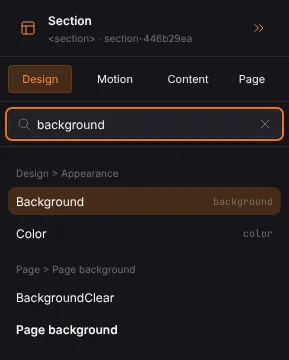 Section
<section> · section-446b29ea
Design
Motion
Content
Page
background
Design > Appearance
Background
background
Color
color
Page > Page background
BackgroundClear
Page background